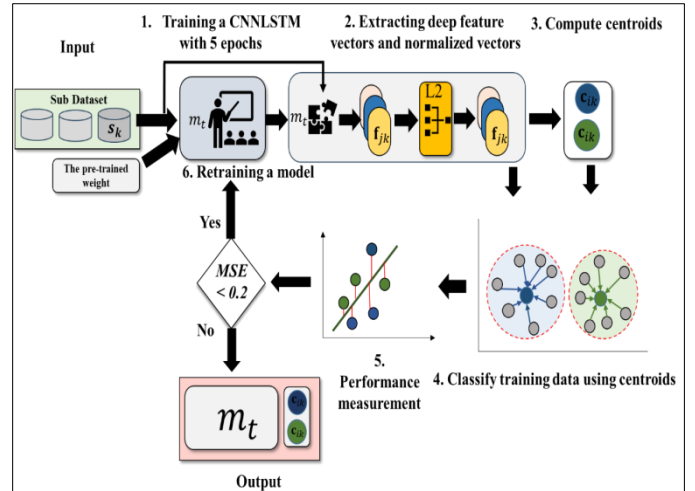 Input
1. Training a CNNLSTM
with 5 epochs
2. Extracting deep feature
vectors and normalized vectors
3. Compute centroids
Sub Dataset
s_k
The pre-trained
weight
m_t
m_t
f_jk
L2
f_jk
c_ik
c_ik
6. Retraining a model
Yes
MSE
< 0.2
No
5.
Performance
measurement
4. Classify training data using centroids
m_t
c_ik
c_ik
Output